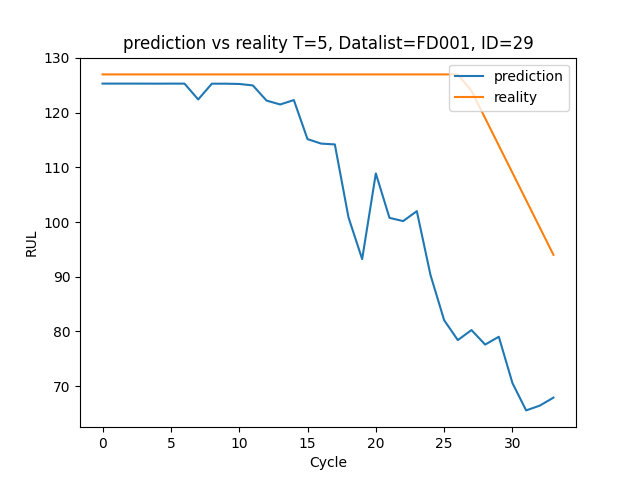 prediction vs reality T=5, Datalist=FD001, ID=29
prediction
reality
130
120
110
100
90
80
70
RUL
0 5 10 15 20 25 30
Cycle